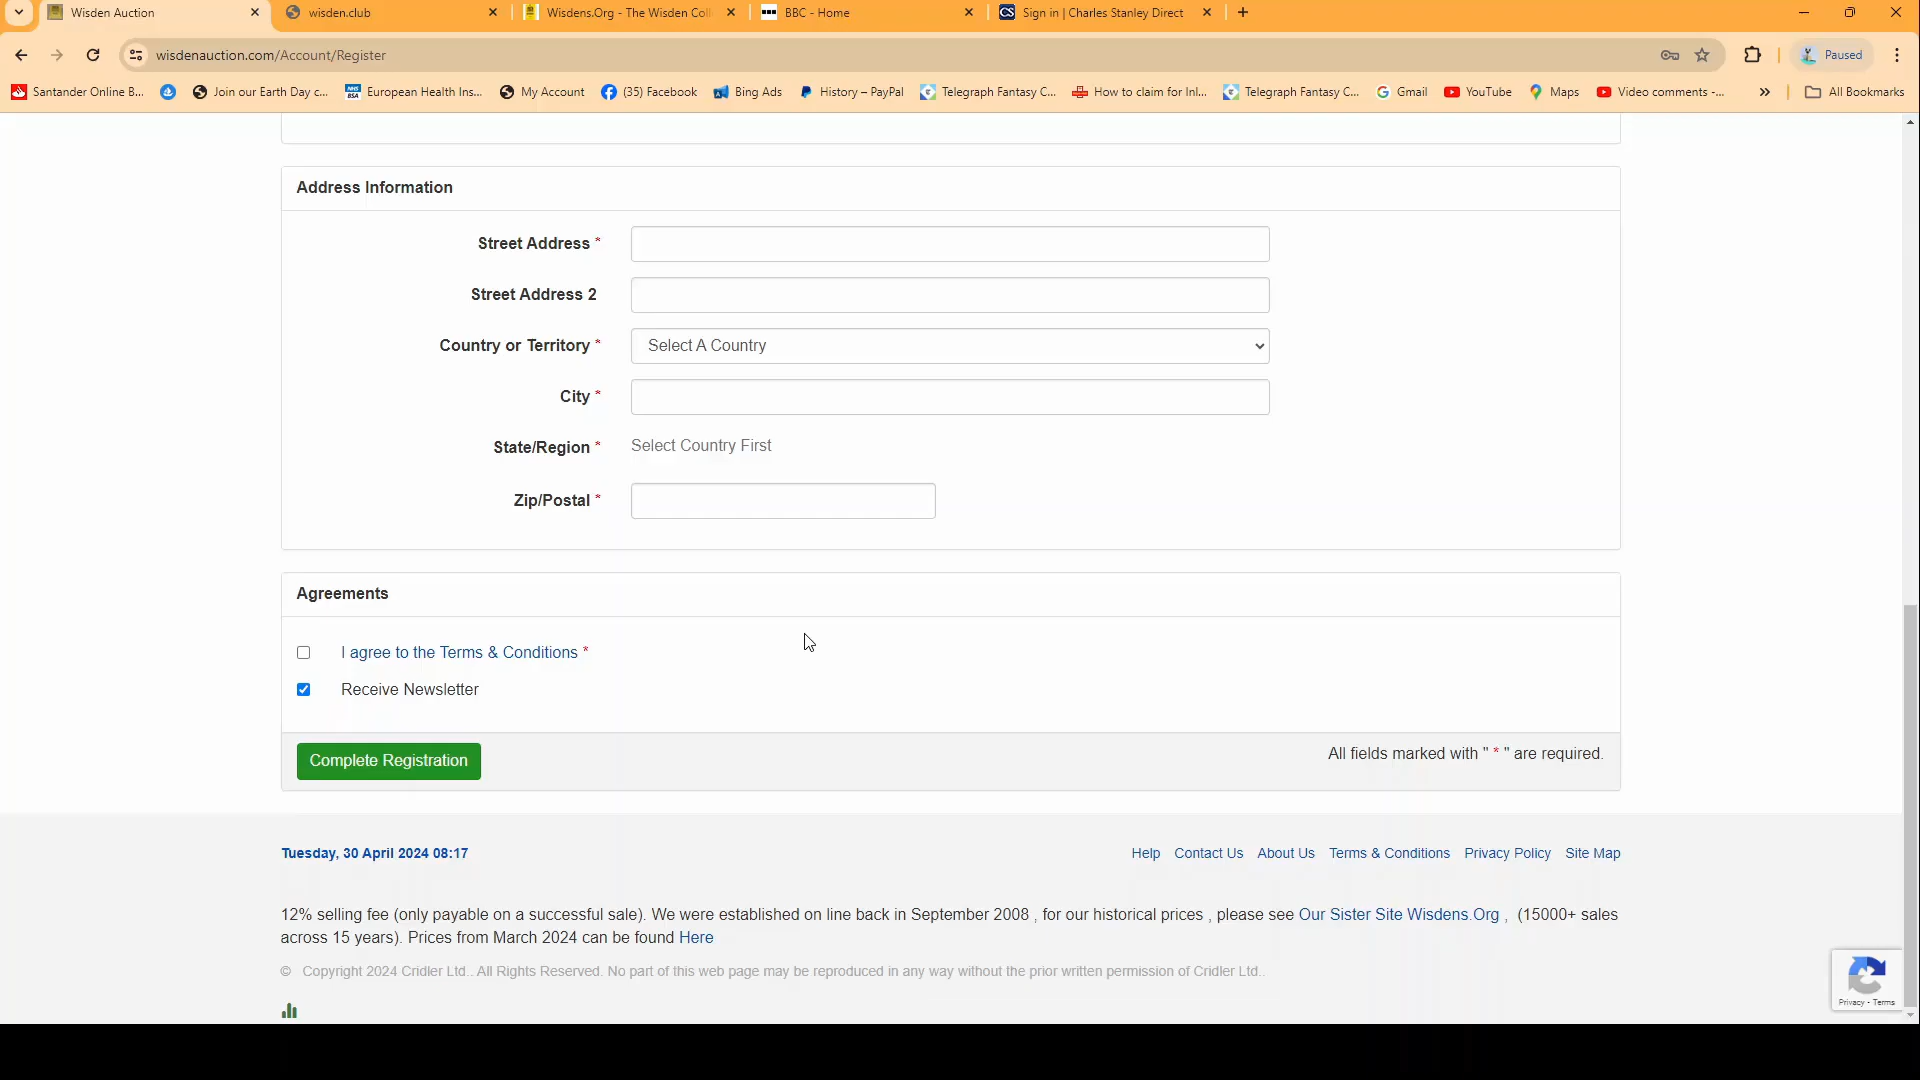 Wisden Auction
wisden.club
Wisdens.Org - The Wisden Coll
BBC - Home
Sign in | Charles Stanley Direct
wisdenauction.com/Account/Register
Paused
Santander Online B...
Join our Earth Day c...
European Health Ins...
My Account
(35) Facebook
Bing Ads
History – PayPal
Telegraph Fantasy C...
How to claim for Inl...
Telegraph Fantasy C...
Gmail
YouTube
Maps
Video comments -...
All Bookmarks
Address Information
Street Address *
Street Address 2
Country or Territory *
Select A Country
City *
State/Region *
Select Country First
Zip/Postal *
Agreements
I agree to the Terms & Conditions *
Receive Newsletter
Complete Registration
All fields marked with " * " are required.
Tuesday, 30 April 2024 08:17
Help Contact Us About Us Terms & Conditions Privacy Policy Site Map
12% selling fee (only payable on a successful sale). We were established on line back in September 2008 , for our historical prices , please see Our Sister Site Wisdens.Org , (15000+ sales
across 15 years). Prices from March 2024 can be found Here
© Copyright 2024 Cridler Ltd.. All Rights Reserved. No part of this web page may be reproduced in any way without the prior written permission of Cridler Ltd..
Privacy - Terms